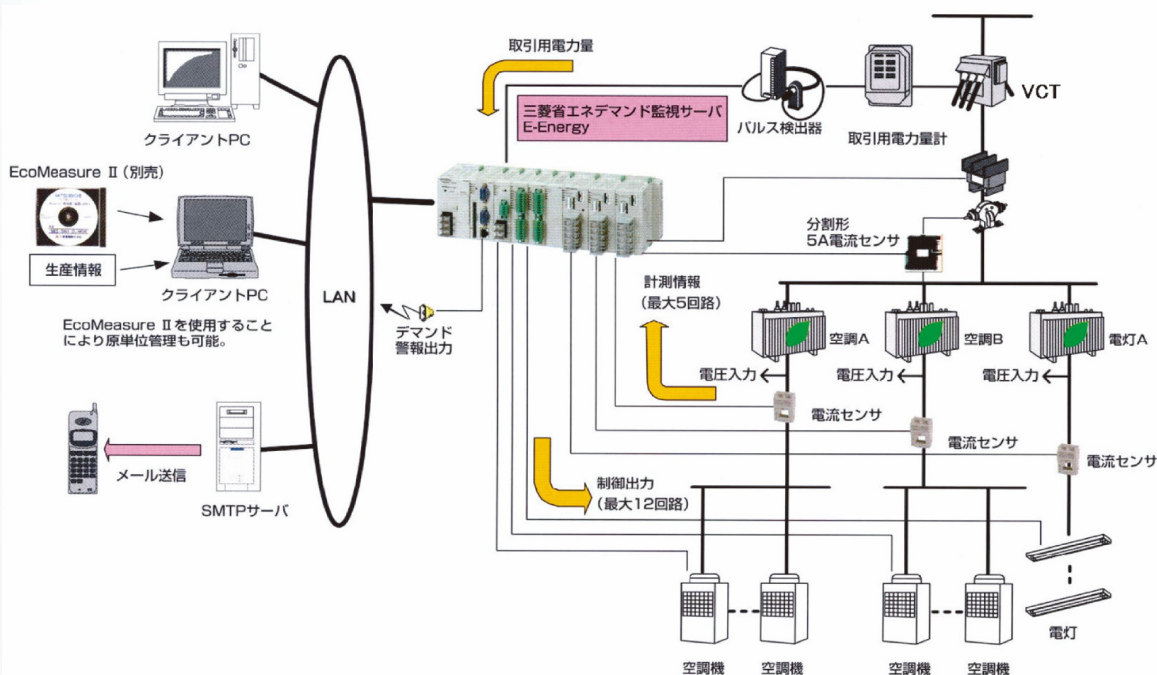 取引用電力量
三菱省エネデマンド監視サーバ
E-Energy
パルス検出器
取引用電力量計
VCT
クライアントPC
EcoMeasure Ⅱ（別売）
生産情報
クライアントPC
EcoMeasure Ⅱを使用すること
により原単位管理も可能。
LAN
デマンド
警報出力
分割形
5A電流センサ
計測情報
（最大5回路）
空調A
空調B
電灯A
電圧入力
電圧入力
電圧入力
電流センサ
電流センサ
電流センサ
メール送信
SMTPサーバ
制御出力
（最大12回路）
電灯
空調機
空調機
空調機
空調機